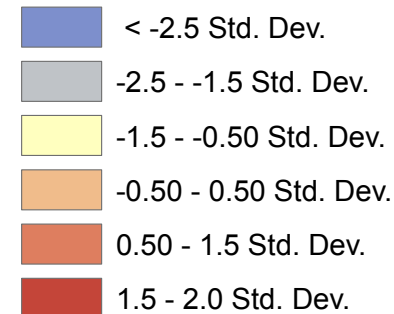 < -2.5 Std. Dev.
-2.5 - -1.5 Std. Dev.
-1.5 - -0.50 Std. Dev.
-0.50 - 0.50 Std. Dev.
0.50 - 1.5 Std. Dev.
1.5 - 2.0 Std. Dev.